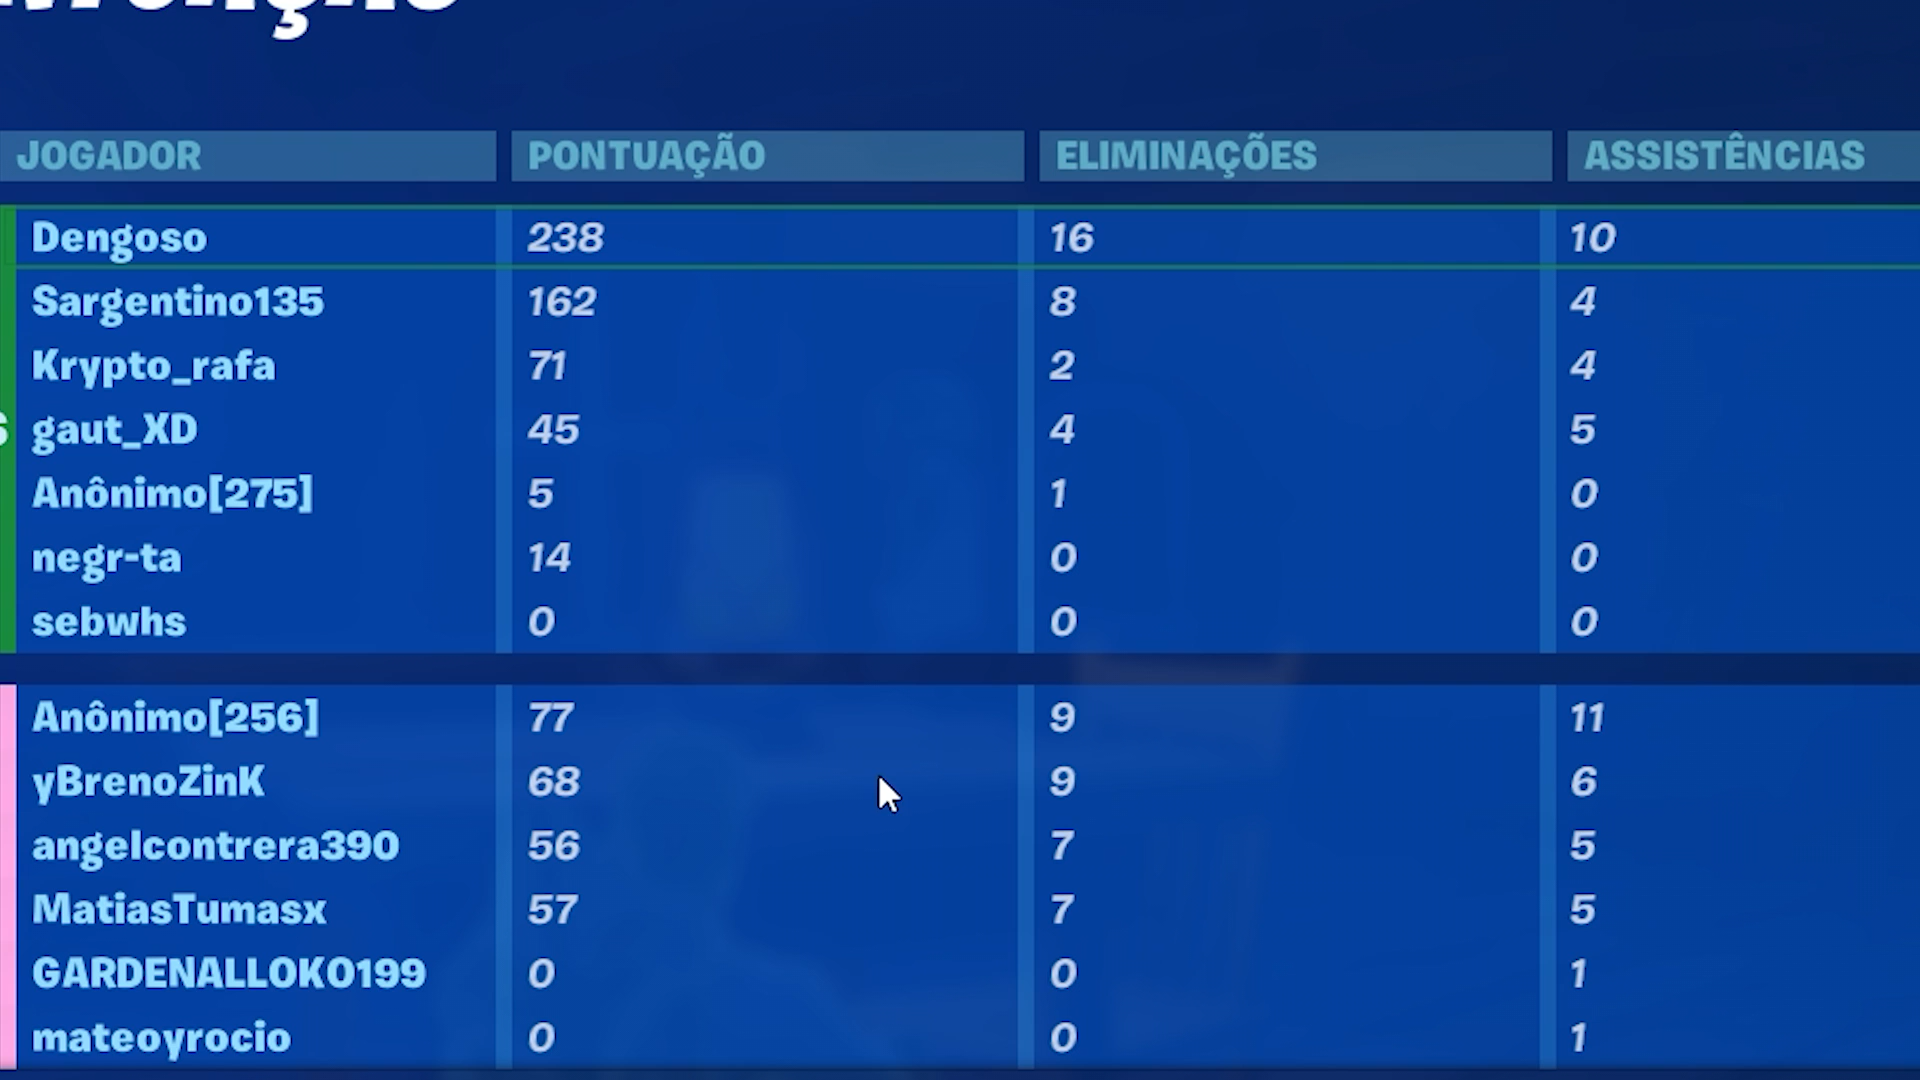 JOGADOR PONTUAÇÃO ELIMINAÇÕES ASSISTÊNCIAS
Dengoso 238 16 10
Sargentino135 162 8 4
Krypto_rafa 71 2 4
gaut_XD 45 4 5
Anônimo[275] 5 1 0
negr-ta 14 0 0
sebwhs 0 0 0
Anônimo[256] 77 9 11
yBrenoZinK 68 9 6
angelcontrera390 56 7 5
MatiasTumasx 57 7 5
GARDENALLOKO199 0 0 1
mateoyrocio 0 0 1